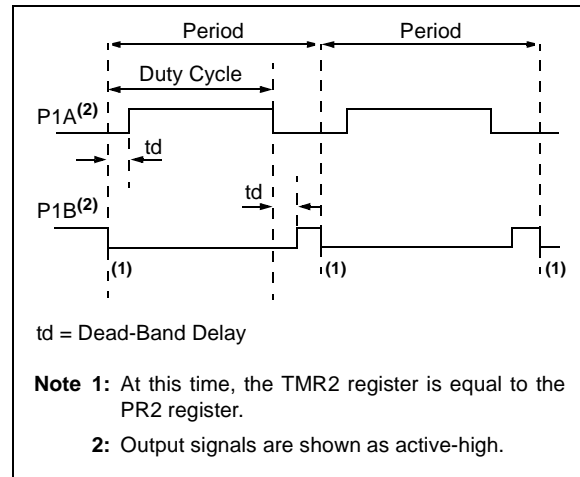 Period Period
Duty Cycle
P1A(2)
td
td
P1B(2)
(1) (1) (1)
td = Dead-Band Delay
Note 1: At this time, the TMR2 register is equal to the
PR2 register.
2: Output signals are shown as active-high.